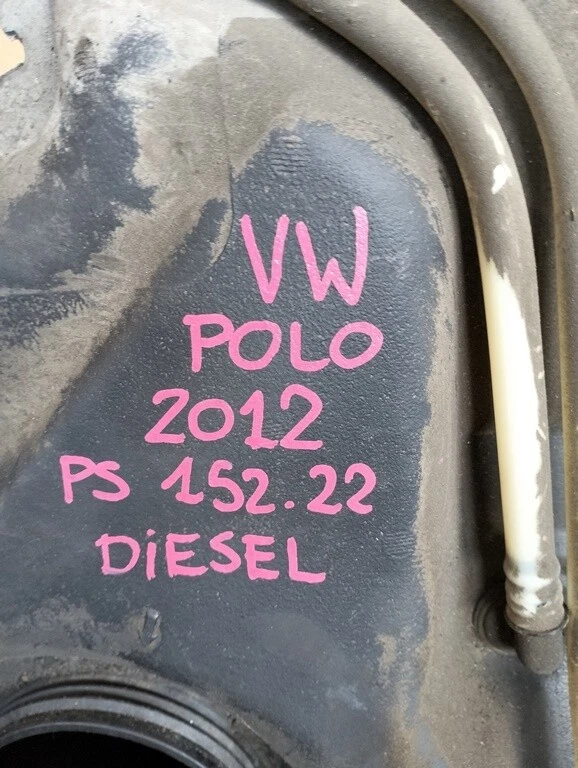 VW
POLO
2012
PS 152.22
DiESEL